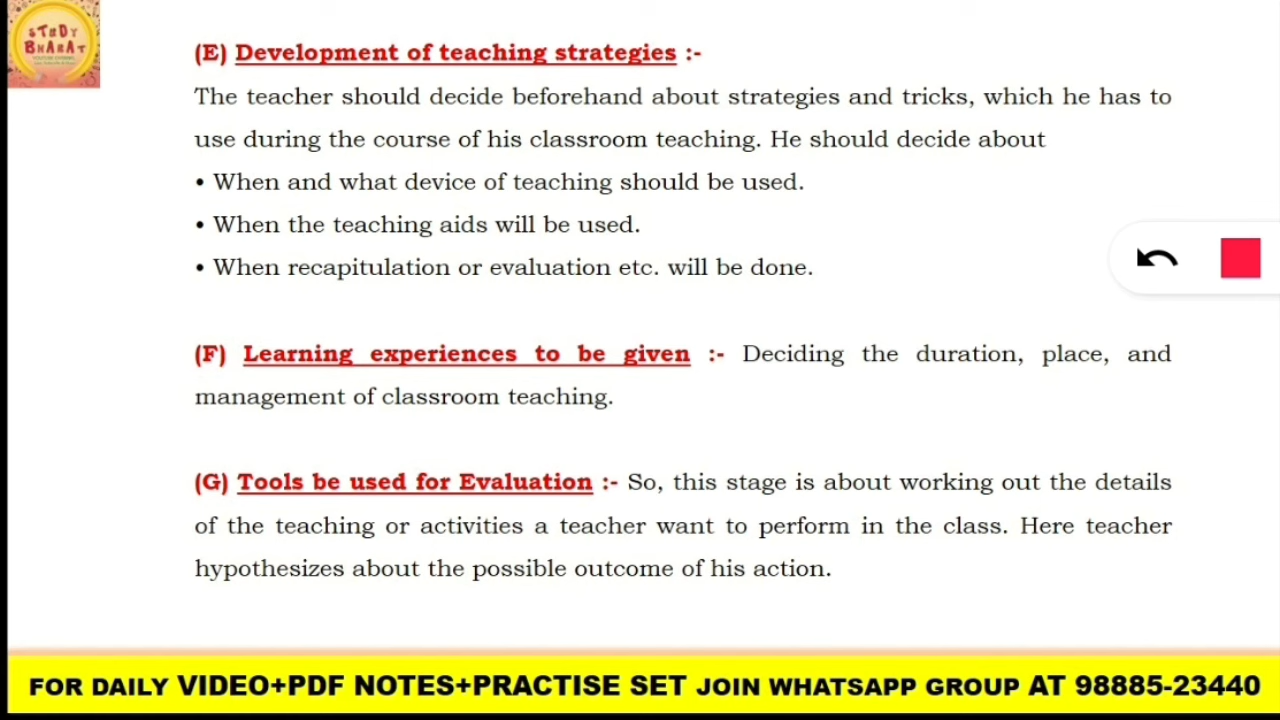 STUDY
BHARAT
YOUTUBE CHANNEL
(E) Development of teaching strategies :-
The teacher should decide beforehand about strategies and tricks, which he has to
use during the course of his classroom teaching. He should decide about
• When and what device of teaching should be used.
• When the teaching aids will be used.
• When recapitulation or evaluation etc. will be done.
(F) Learning experiences to be given :- Deciding the duration, place, and
management of classroom teaching.
(G) Tools be used for Evaluation :- So, this stage is about working out the details
of the teaching or activities a teacher want to perform in the class. Here teacher
hypothesizes about the possible outcome of his action.
FOR DAILY VIDEO+PDF NOTES+PRACTISE SET JOIN WHATSAPP GROUP AT 98885-23440